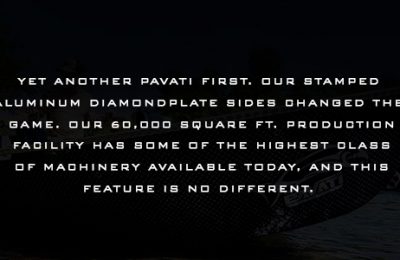 YET ANOTHER PAVATI FIRST. OUR STAMPED
ALUMINUM DIAMONDPLATE SIDES CHANGED THE
GAME. OUR 60,000 SQUARE FT. PRODUCTION
FACILITY HAS SOME OF THE HIGHEST CLASS
OF MACHINERY AVAILABLE TODAY, AND THIS
FEATURE IS NO DIFFERENT.